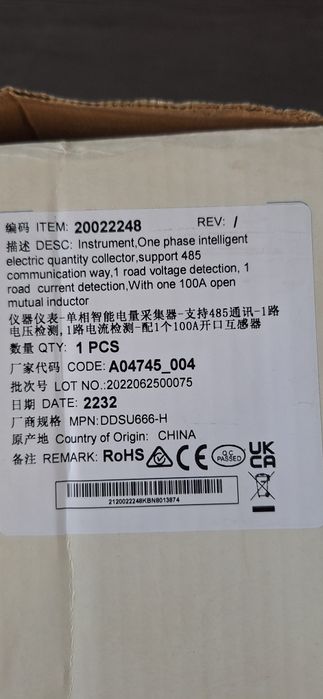 编码 ITEM: 20022248 REV: /
描述 DESC: Instrument,One phase intelligent
electric quantity collector,support 485
communication way,1 road voltage detection, 1
road current detection,With one 100A open
mutual inductor
仪器仪表-单相智能电量采集器-支持485通讯-1路
电压检测,1路电流检测-配1个100A开口互感器
数量 QTY: 1 PCS
厂家代码 CODE: A04745_004
批次号 LOT NO.:2022062500075
日期 DATE: 2232
厂商规格 MPN:DDSU666-H
原产地 Country of Origin: CHINA
备注 REMARK: RoHS CE Q.C. PASSED UKCA
2120022248KBN8013874